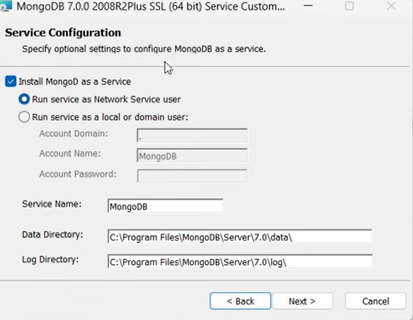 MongoDB 7.0.0 2008R2Plus SSL (64 bit) Service Custom...
Service Configuration
Specify optional settings to configure MongoDB as a service.
Install MongoD as a Service
Run service as Network Service user
Run service as a local or domain user:
Account Domain: .
Account Name: MongoDB
Account Password:
Service Name: MongoDB
Data Directory: C:\Program Files\MongoDB\Server\7.0\data\
Log Directory: C:\Program Files\MongoDB\Server\7.0\log\
< Back Next > Cancel